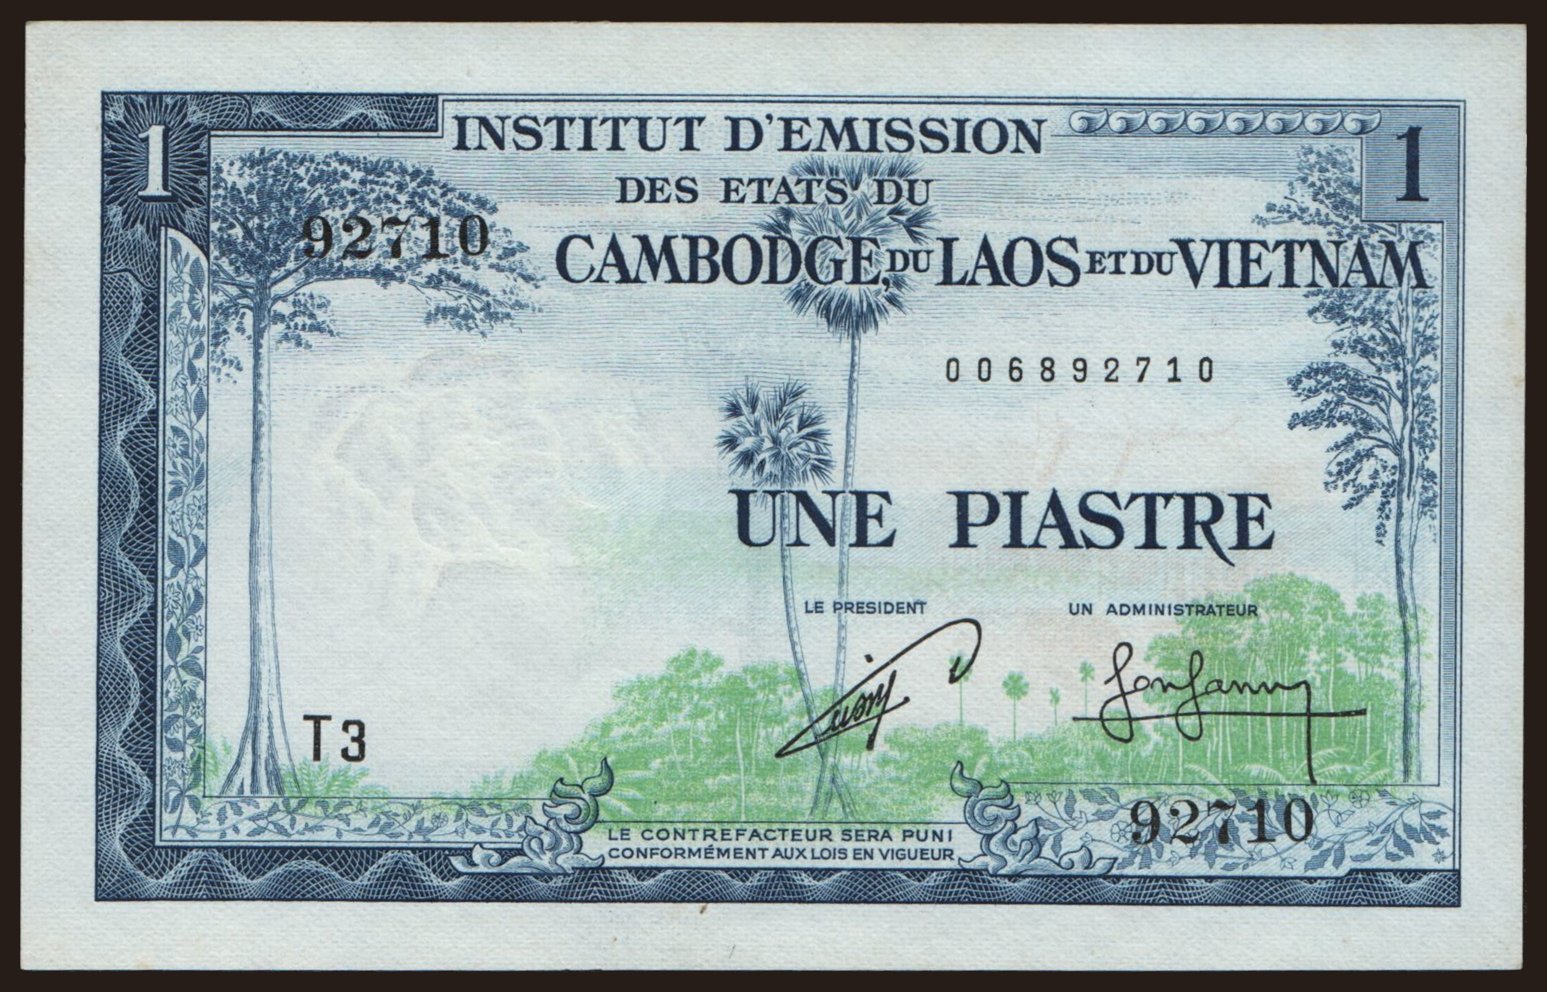 1
INSTITUT D'EMISSION
1
DES ETATS DU
92710
CAMBODGE, DU LAOS ET DU VIETNAM
006892710
UNE PIASTRE
LE PRESIDENT
UN ADMINISTRATEUR
T3
92710
LE CONTREFACTEUR SERA PUNI
CONFORMÉMENT AUX LOIS EN VIGUEUR